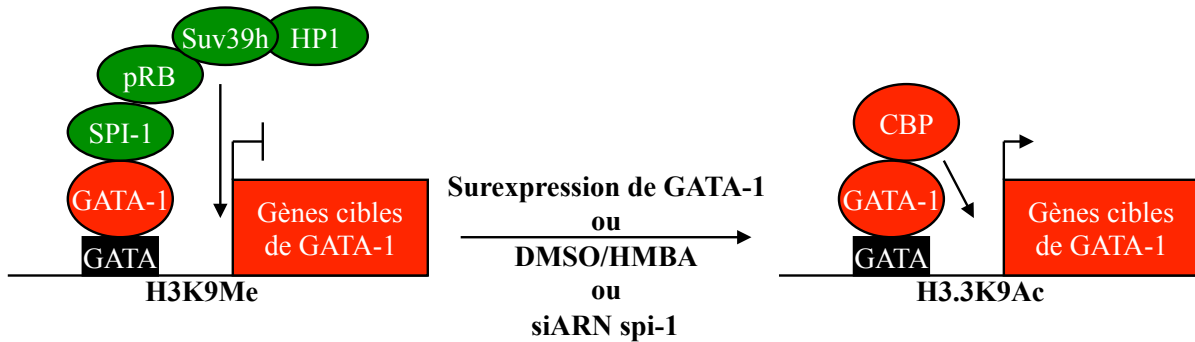 Suv39h
HP1
pRB
SPI-1
GATA-1
GATA
Gènes cibles
de GATA-1
H3K9Me
Surexpression de GATA-1
ou
DMSO/HMBA
ou
siARN spi-1
CBP
GATA-1
GATA
Gènes cibles
de GATA-1
H3.3K9Ac